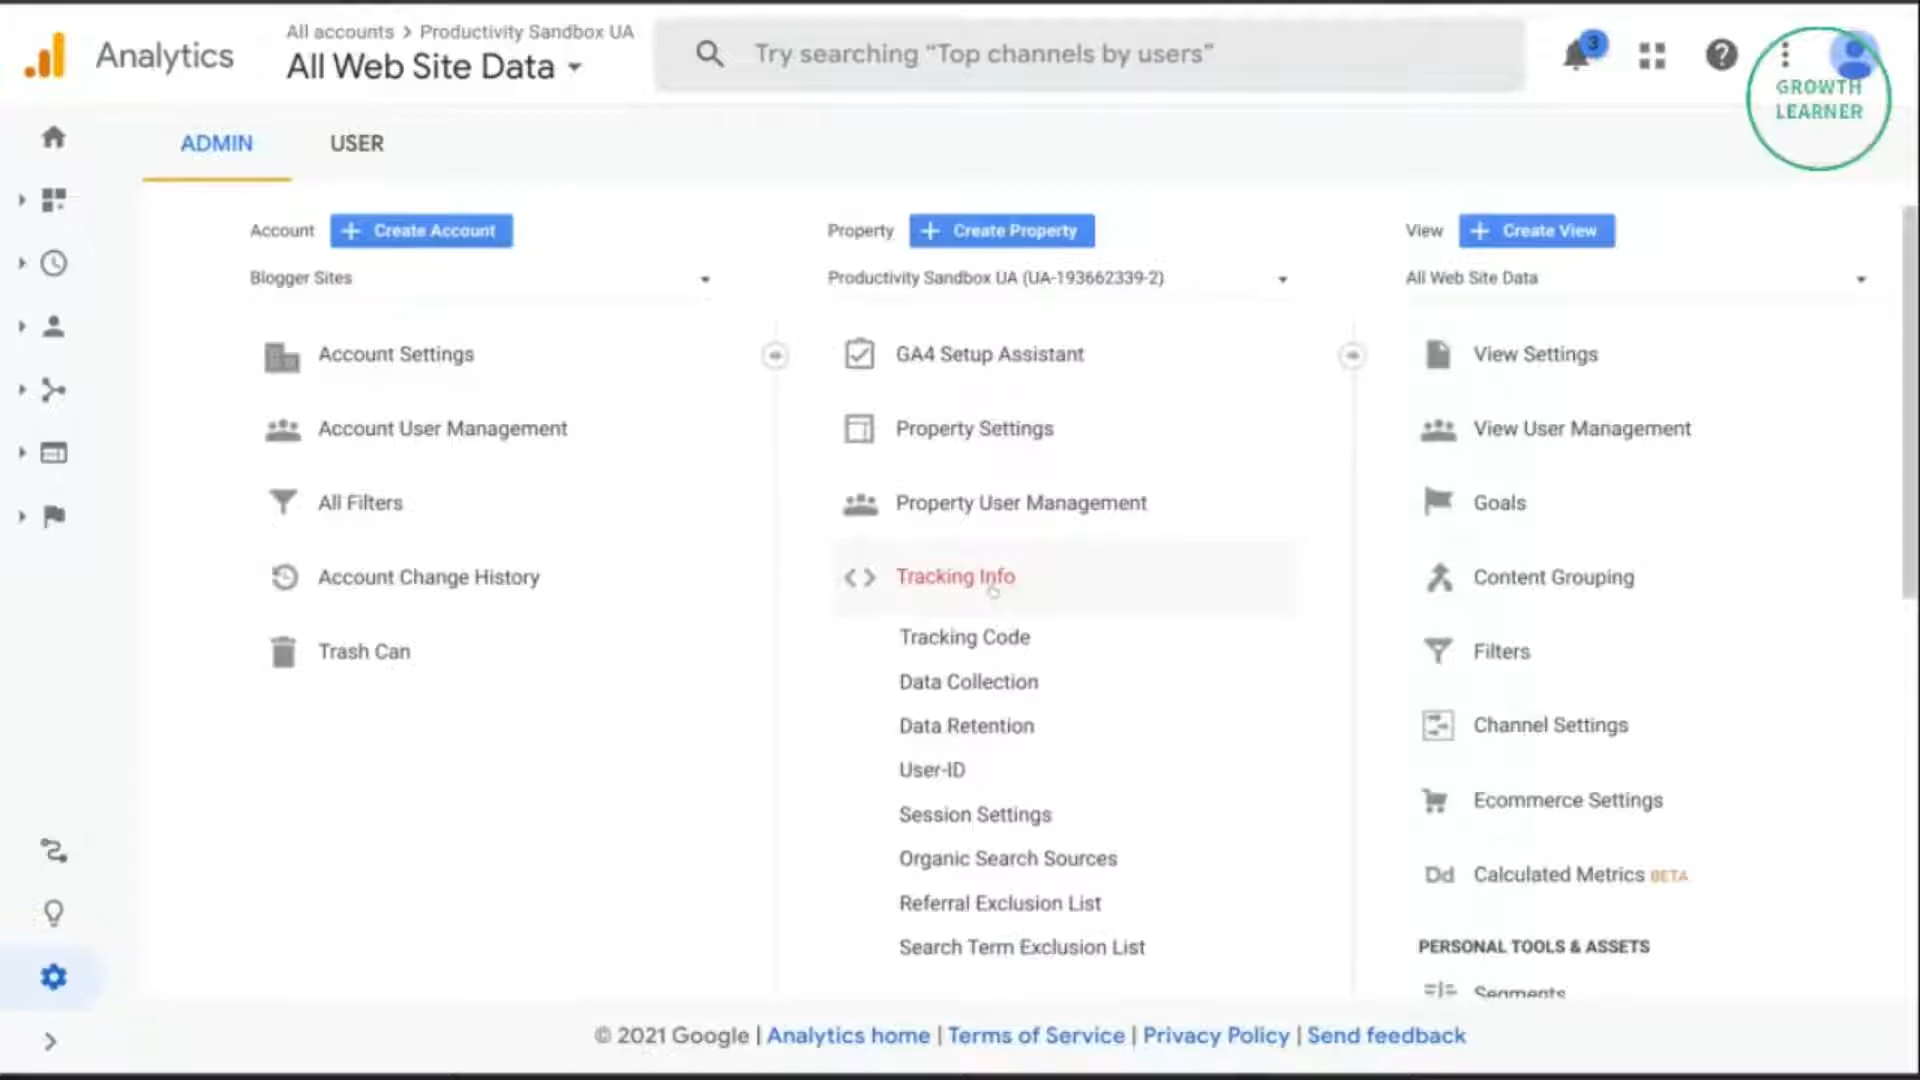 Analytics
All accounts > Productivity Sandbox UA
All Web Site Data
Try searching “Top channels by users”
3
GROWTH
LEARNER
ADMIN
USER
Account
+ Create Account
Blogger Sites
Account Settings
Account User Management
All Filters
Account Change History
Trash Can
Property
+ Create Property
Productivity Sandbox UA (UA-193662339-2)
GA4 Setup Assistant
Property Settings
Property User Management
<> Tracking Info
Tracking Code
Data Collection
Data Retention
User-ID
Session Settings
Organic Search Sources
Referral Exclusion List
Search Term Exclusion List
View
+ Create View
All Web Site Data
View Settings
View User Management
Goals
Content Grouping
Filters
Channel Settings
Ecommerce Settings
Dd Calculated Metrics BETA
PERSONAL TOOLS & ASSETS
Segments
© 2021 Google | Analytics home | Terms of Service | Privacy Policy | Send feedback